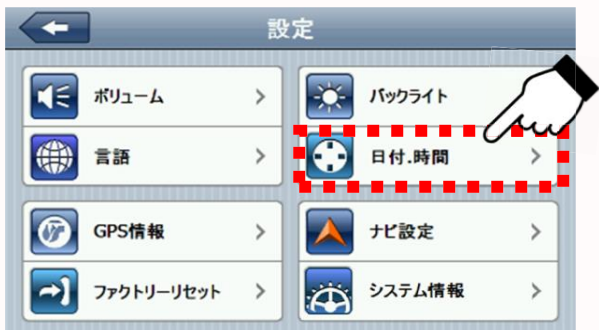 設定
ボリューム
バックライト
言語
日付.時間
GPS情報
ナビ設定
ファクトリーリセット
システム情報